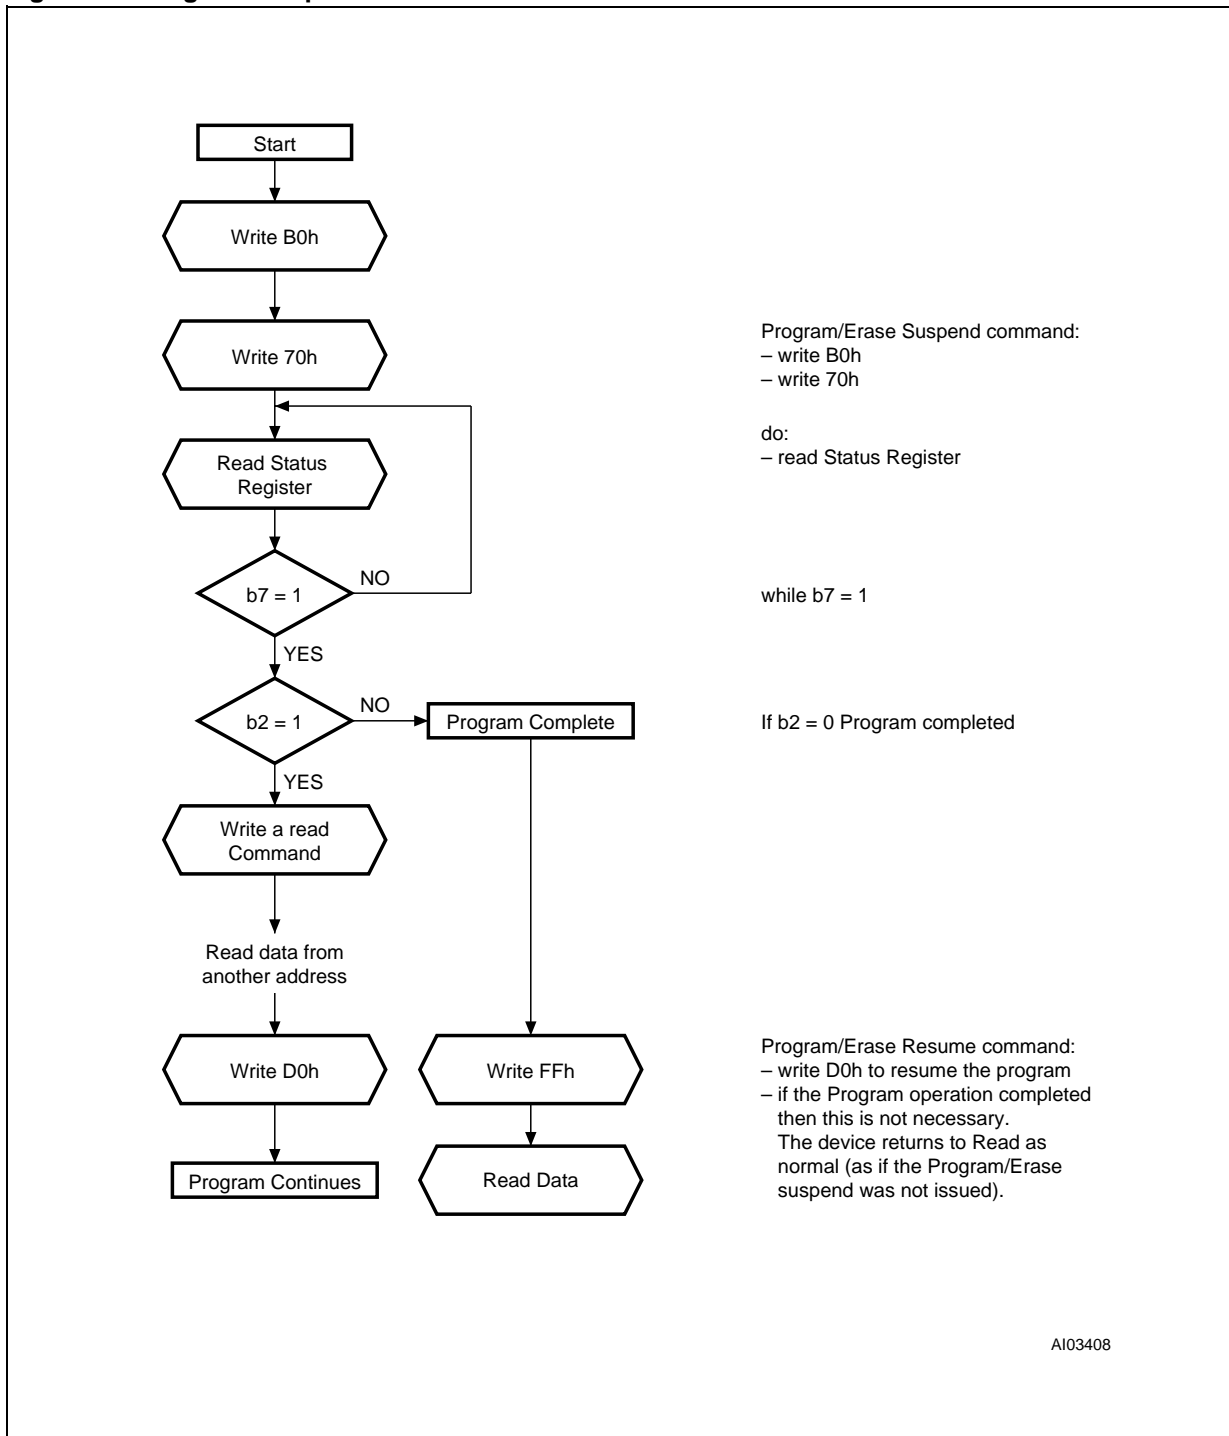 Start
Write B0h
Write 70h
Program/Erase Suspend command:
– write B0h
– write 70h
do:
– read Status Register
Read Status
Register
NO
b7 = 1
while b7 = 1
YES
NO
b2 = 1
Program Complete
If b2 = 0 Program completed
YES
Write a read
Command
Read data from
another address
Write D0h
Write FFh
Program/Erase Resume command:
– write D0h to resume the program
– if the Program operation completed
then this is not necessary.
The device returns to Read as
normal (as if the Program/Erase
suspend was not issued).
Program Continues
Read Data
AI03408